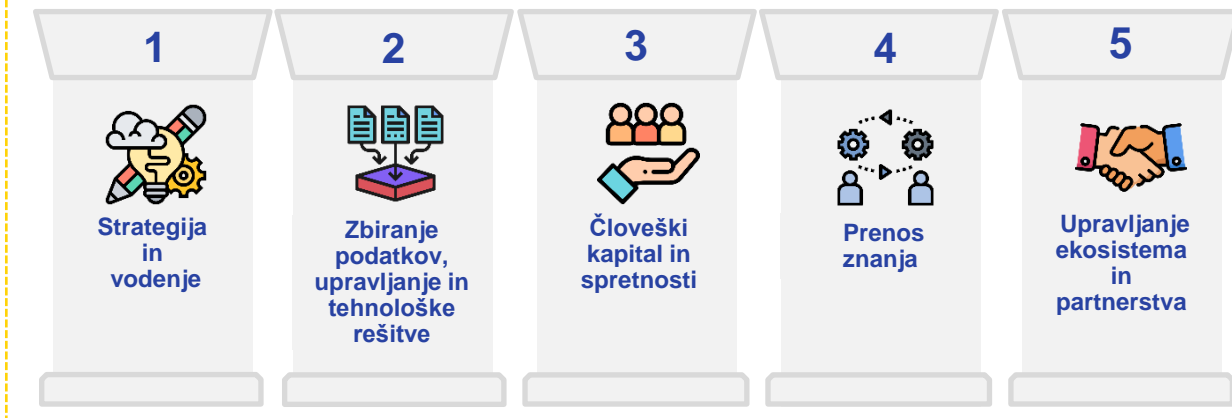 1
Strategija
in
vodenje
2
Zbiranje
podatkov,
upravljanje in
tehnološke
rešitve
3
Človeški
kapital in
spretnosti
4
Prenos
znanja
5
Upravljanje
ekosistema
in
partnerstva